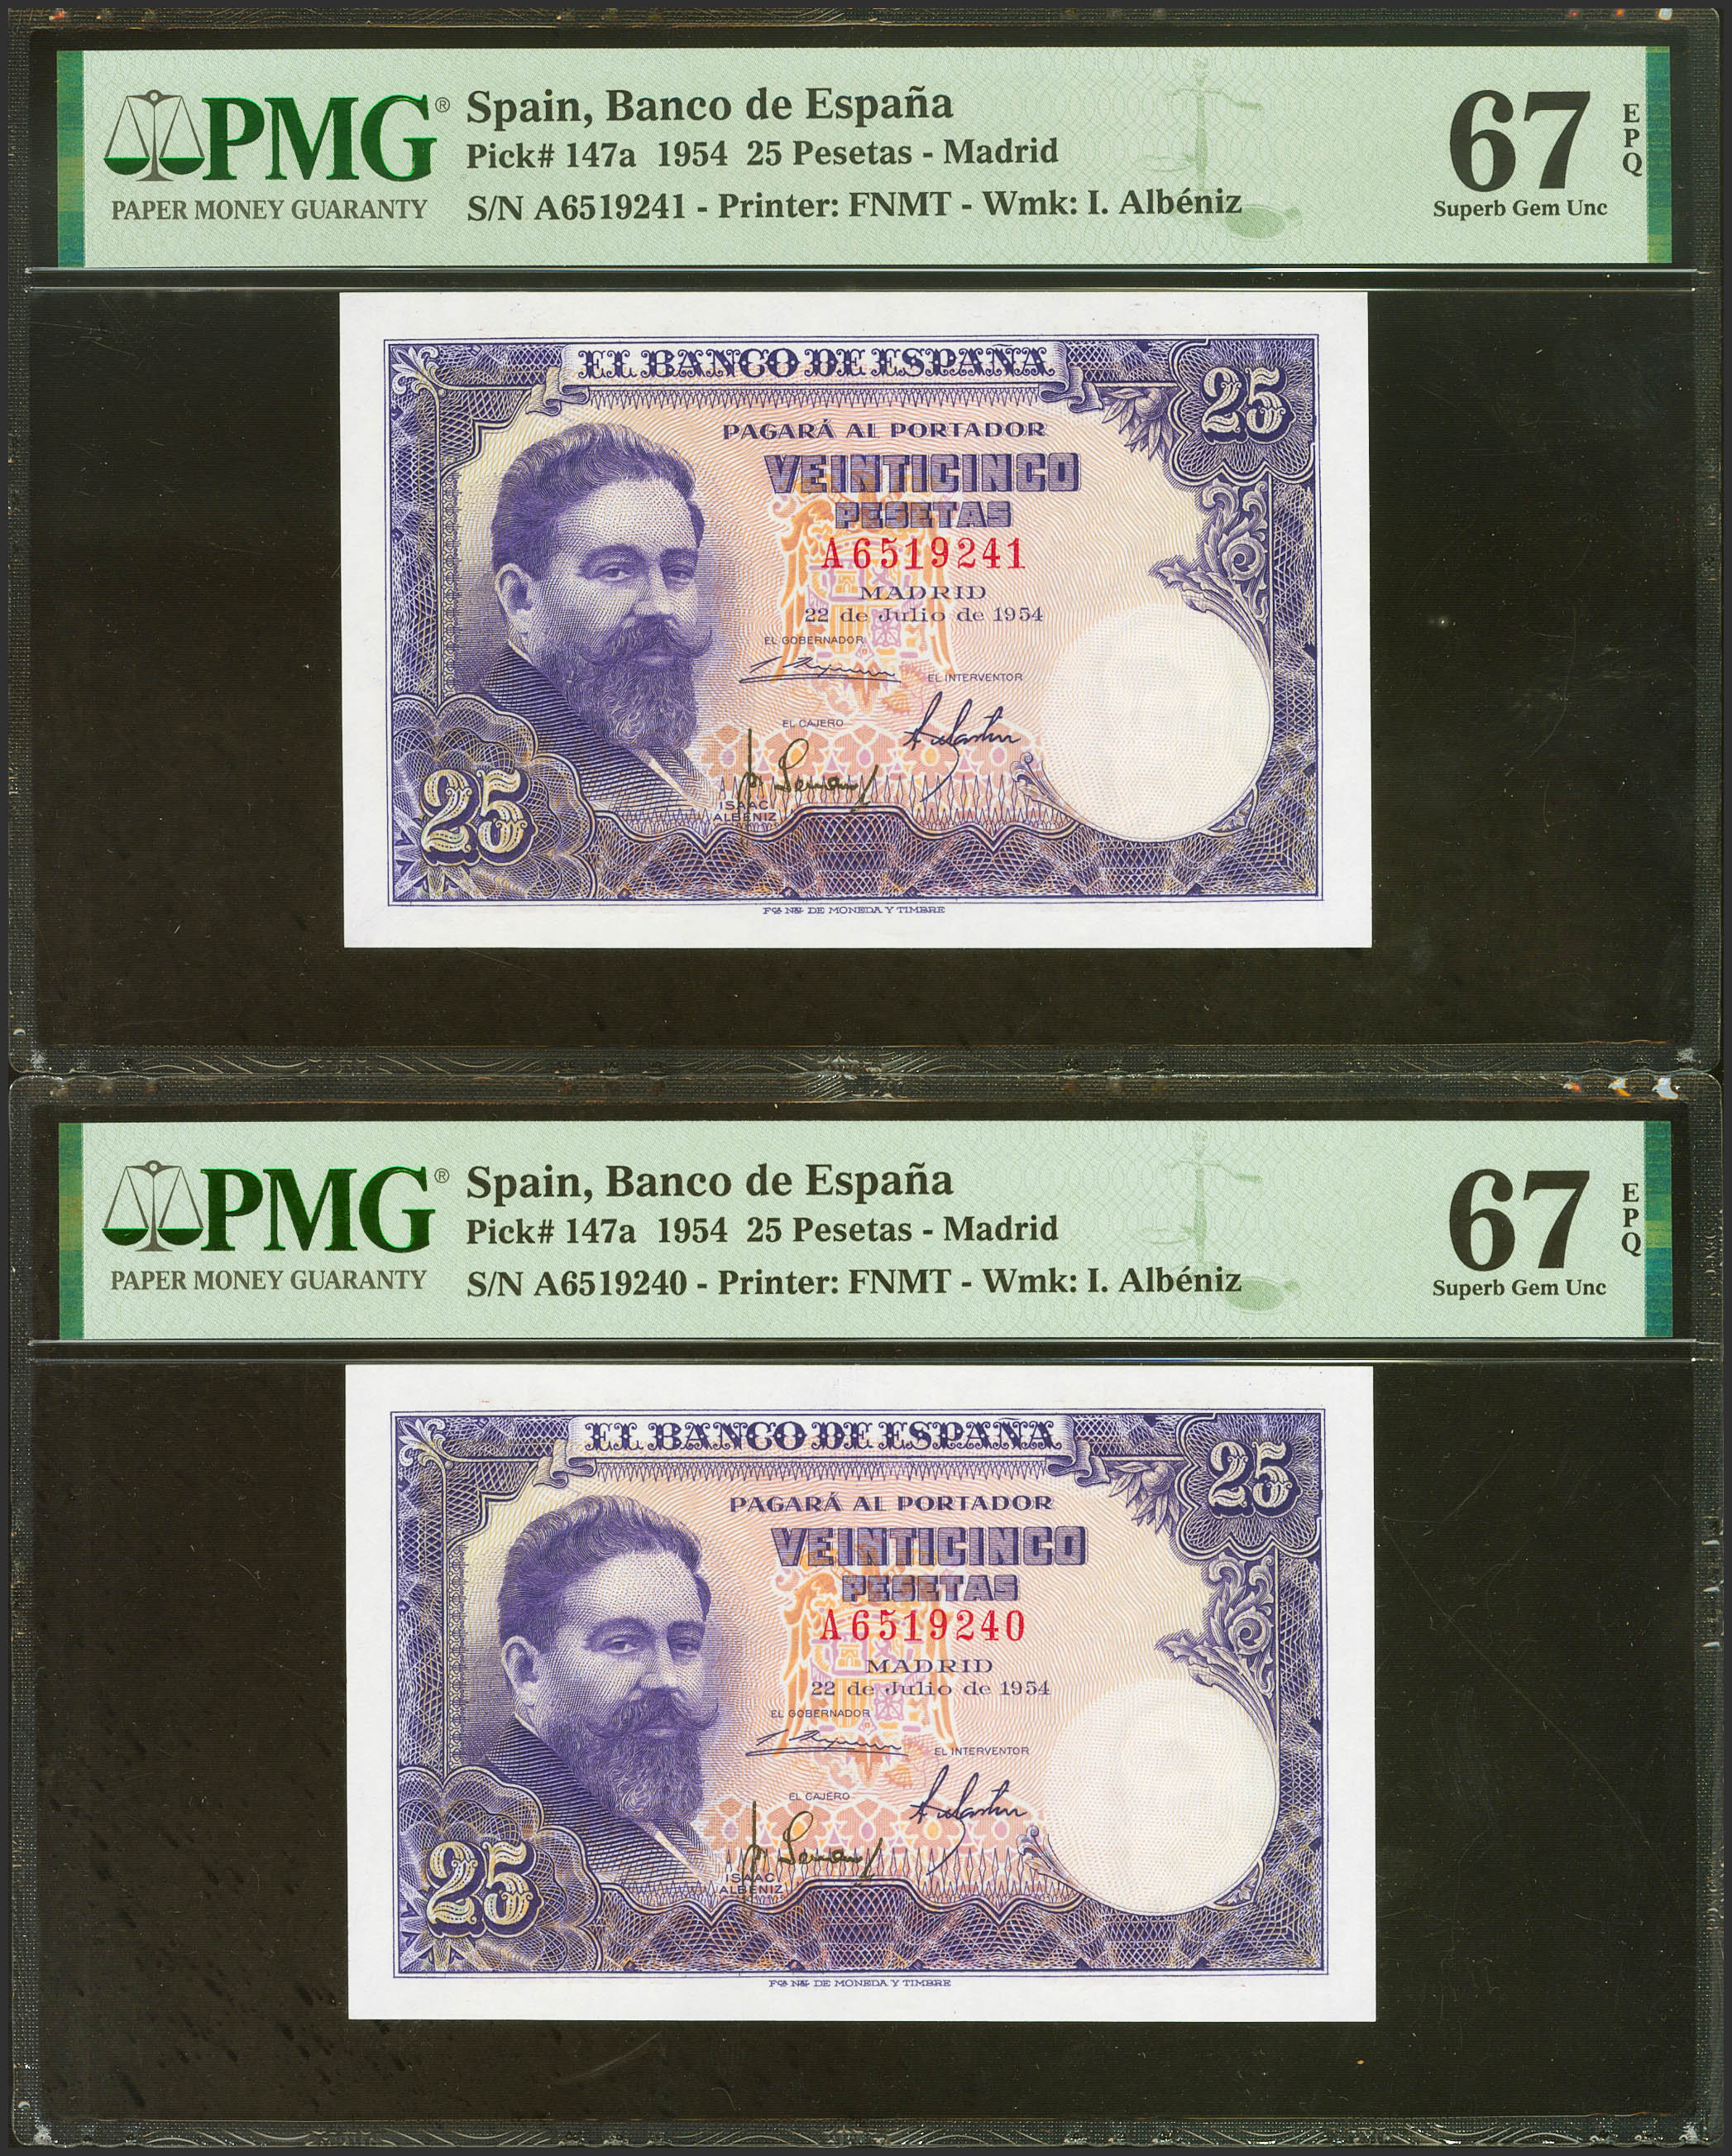 PMG®
PAPER MONEY GUARANTY
Spain, Banco de España
Pick# 147a 1954 25 Pesetas - Madrid
S/N A6519241 - Printer: FNMT - Wmk: I. Albéniz
67
EPQ
Superb Gem Unc
EL BANCO DE ESPAÑA
25
PAGARÁ AL PORTADOR
VEINTICINCO
PESETAS
A6519241
MADRID
22 de Julio de 1954
EL GOBERNADOR
EL INTERVENTOR
EL CAJERO
ISAAC
ALBENIZ
25
FCA NAL DE MONEDA Y TIMBRE
PMG®
PAPER MONEY GUARANTY
Spain, Banco de España
Pick# 147a 1954 25 Pesetas - Madrid
S/N A6519240 - Printer: FNMT - Wmk: I. Albéniz
67
EPQ
Superb Gem Unc
EL BANCO DE ESPAÑA
25
PAGARÁ AL PORTADOR
VEINTICINCO
PESETAS
A6519240
MADRID
22 de Julio de 1954
EL GOBERNADOR
EL INTERVENTOR
EL CAJERO
ISAAC
ALBENIZ
25
FCA NAL DE MONEDA Y TIMBRE